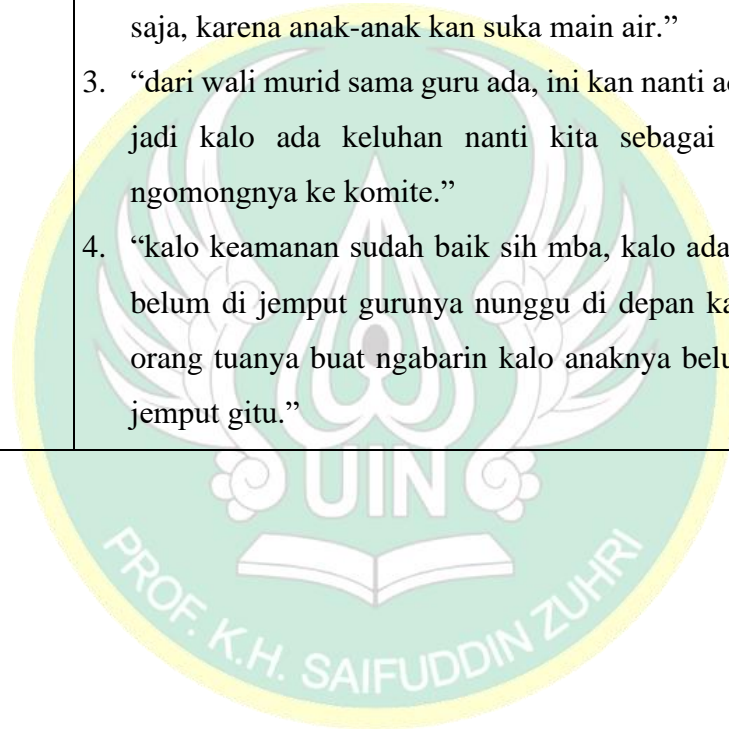 saja, karena anak-anak kan suka main air.”
3. “dari wali murid sama guru ada, ini kan nanti
jadi kalo ada keluhan nanti kita sebagai
ngomongnya ke komite.”
4. “kalo keamanan sudah baik sih mba, kalo ada
belum di jemput gurunya nunggu di depan
orang tuanya buat ngabarin kalo anaknya
jemput gitu.”
UIN
PROF. K.H. SAIFUDDIN ZUHRI